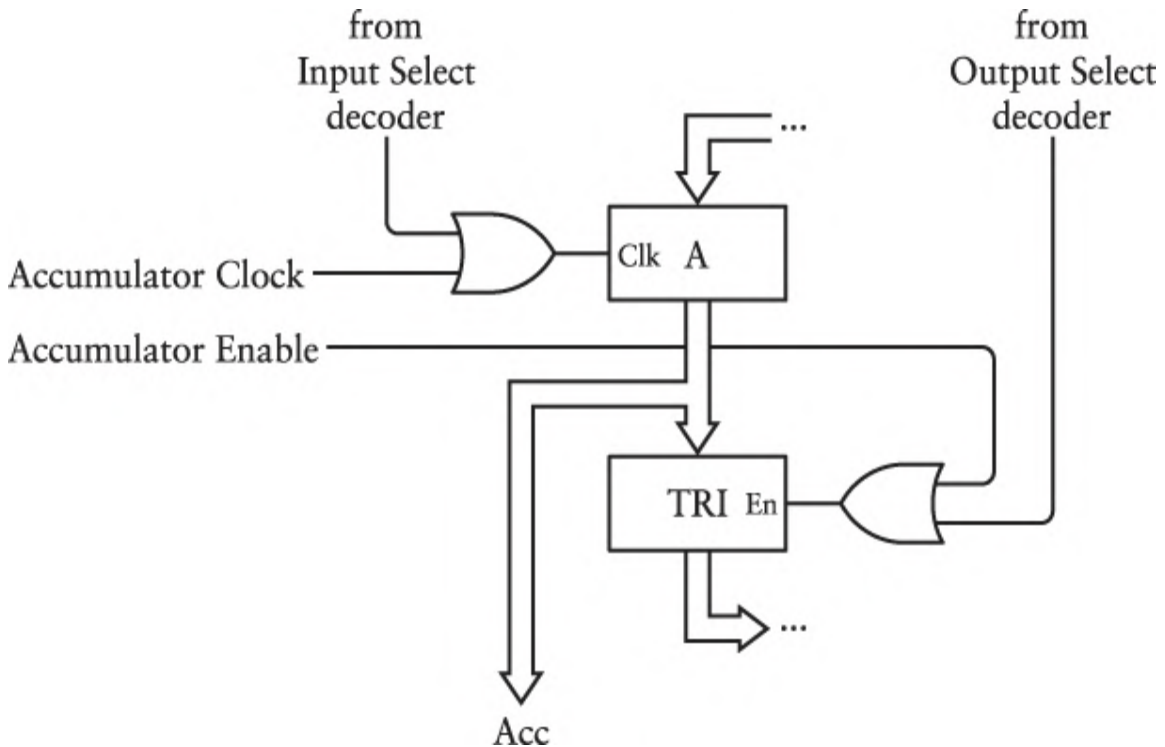 from
Input Select
decoder
from
Output Select
decoder
...
Clk A
Accumulator Clock
Accumulator Enable
TRI En
...
Acc